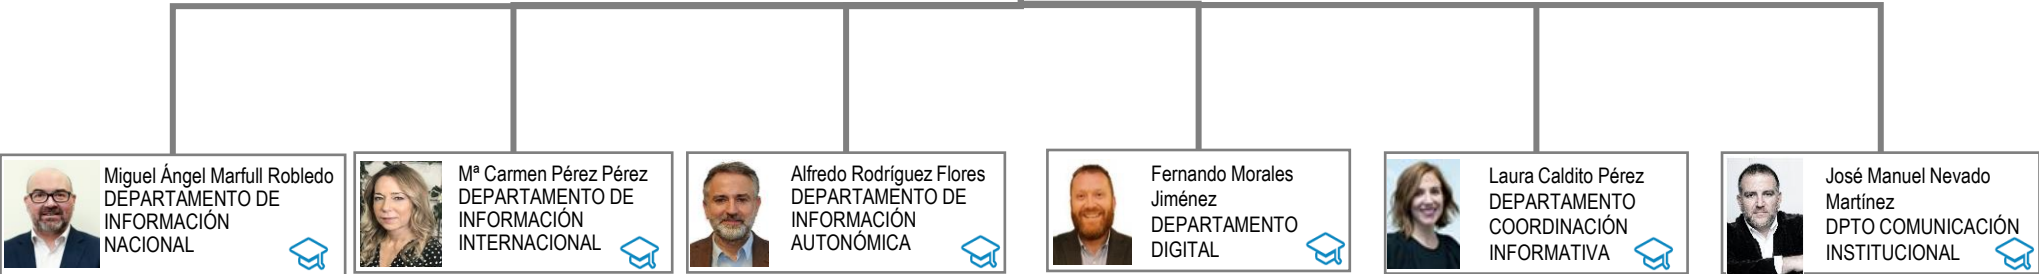 Miguel Ángel Marfull Robledo
DEPARTAMENTO DE
INFORMACIÓN
NACIONAL
Mª Carmen Pérez Pérez
DEPARTAMENTO DE
INFORMACIÓN
INTERNACIONAL
Alfredo Rodríguez Flores
DEPARTAMENTO DE
INFORMACIÓN
AUTONÓMICA
Fernando Morales
Jiménez
DEPARTAMENTO
DIGITAL
Laura Caldito Pérez
DEPARTAMENTO
COORDINACIÓN
INFORMATIVA
José Manuel Nevado
Martínez
DPTO COMUNICACIÓN
INSTITUCIONAL